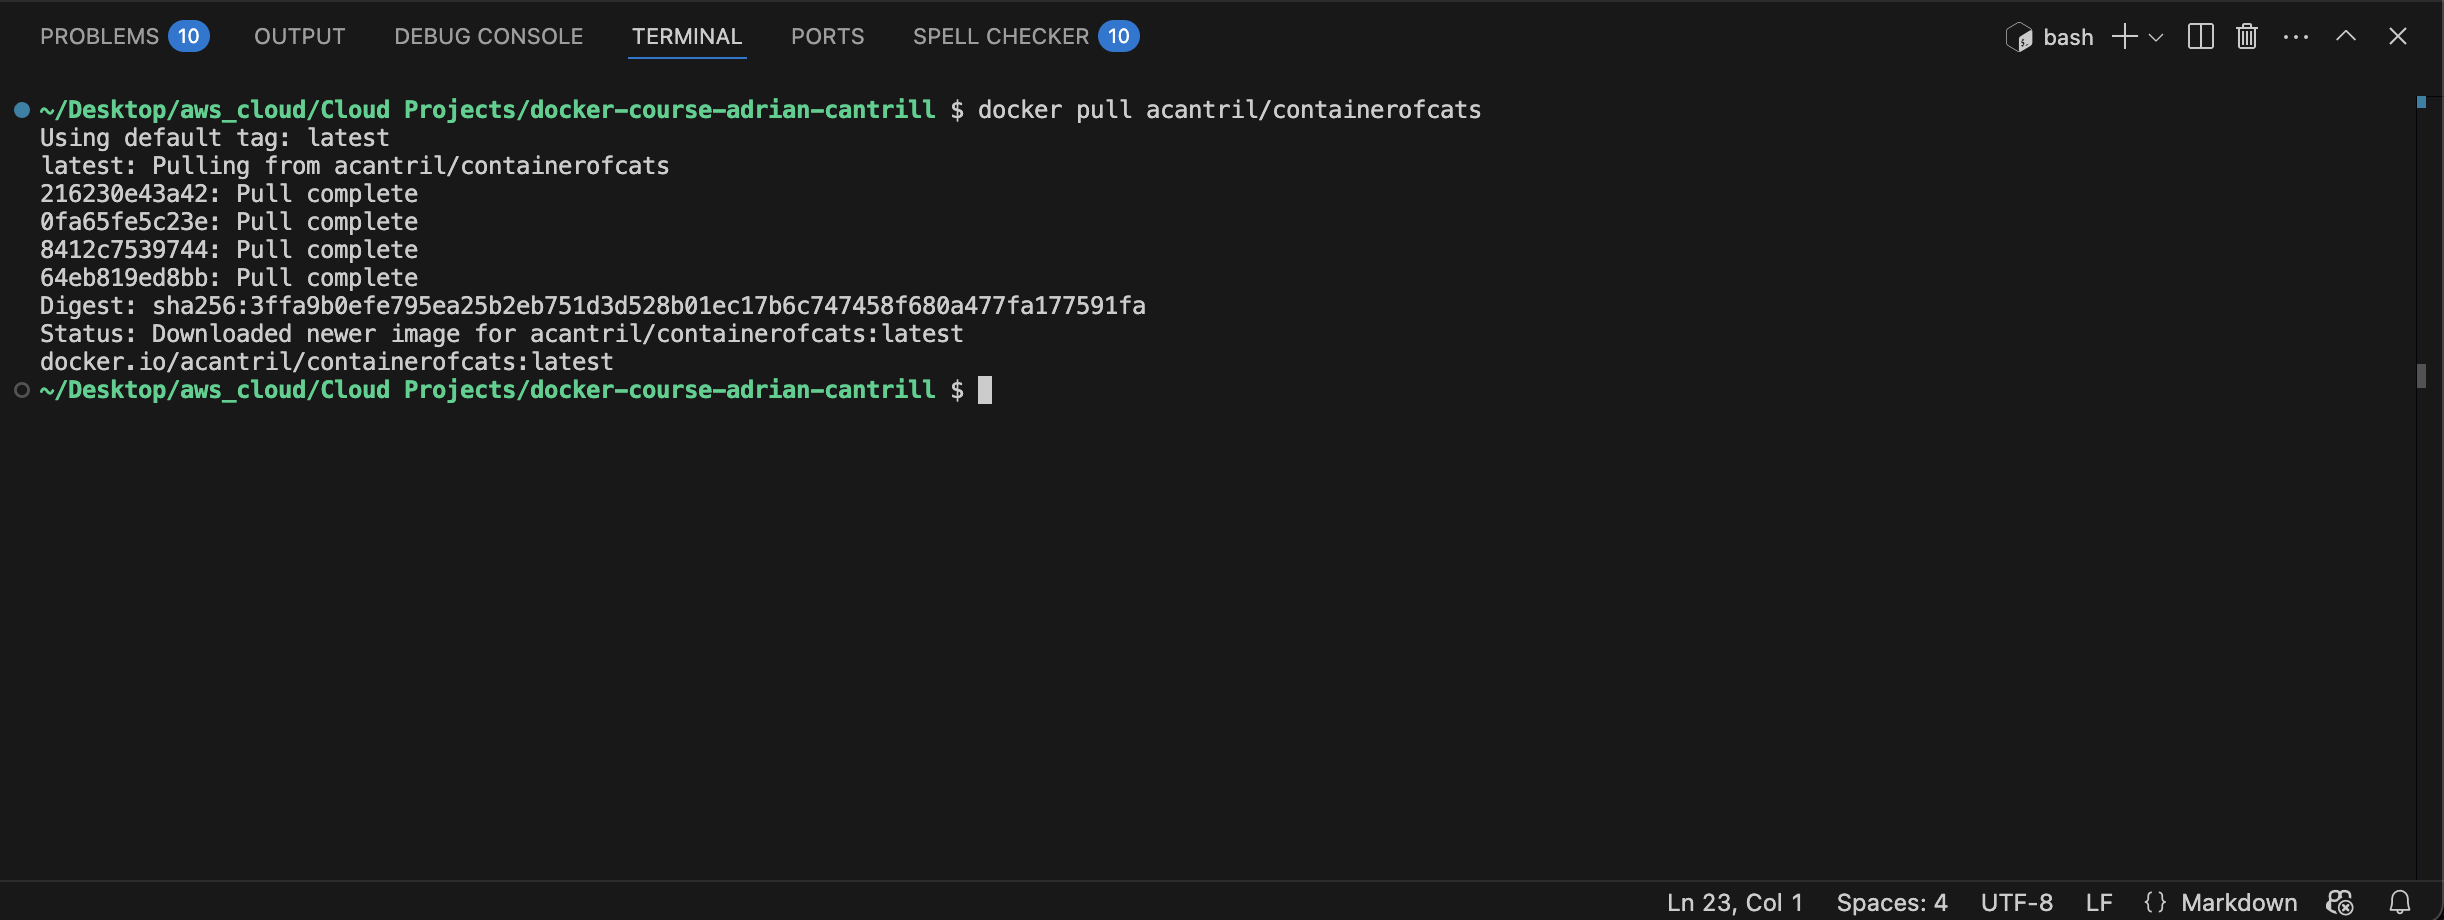 PROBLEMS 10 OUTPUT DEBUG CONSOLE TERMINAL PORTS SPELL CHECKER 10 bash
~/Desktop/aws_cloud/Cloud Projects/docker-course-adrian-cantrill $ docker pull acantril/containerofcats
Using default tag: latest
latest: Pulling from acantril/containerofcats
216230e43a42: Pull complete
0fa65fe5c23e: Pull complete
8412c7539744: Pull complete
64eb819ed8bb: Pull complete
Digest: sha256:3ffa9b0efe795ea25b2eb751d3d528b01ec17b6c747458f680a477fa177591fa
Status: Downloaded newer image for acantril/containerofcats:latest
docker.io/acantril/containerofcats:latest
~/Desktop/aws_cloud/Cloud Projects/docker-course-adrian-cantrill $
Ln 23, Col 1 Spaces: 4 UTF-8 LF {} Markdown